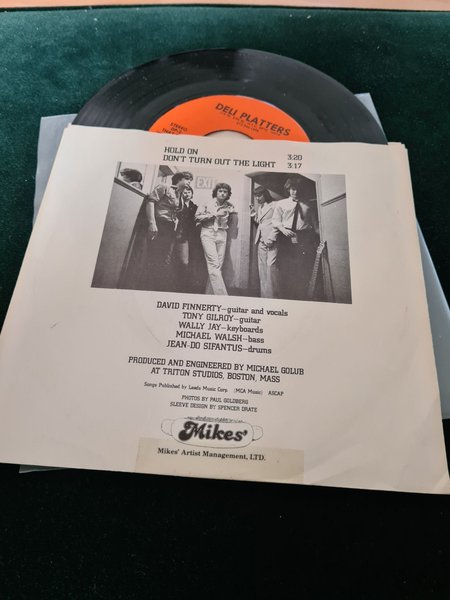 DELI PLATTERS
STEREO
HOLD ON 3:20
DON'T TURN OUT THE LIGHT 3:17
EXIT
DAVID FINNERTY—guitar and vocals
TONY GILROY—guitar
WALLY JAY—keyboards
MICHAEL WALSH—bass
JEAN-DO SIFANTUS—drums
PRODUCED AND ENGINEERED BY MICHAEL GOLUB
AT TRITON STUDIOS, BOSTON, MASS
Songs Published by Leeds Music Corp. (MCA Music) ASCAP
PHOTOS BY PAUL GOLDBERG
SLEEVE DESIGN BY SPENCER DRATE
Mikes'
Mikes' Artist Management, LTD.